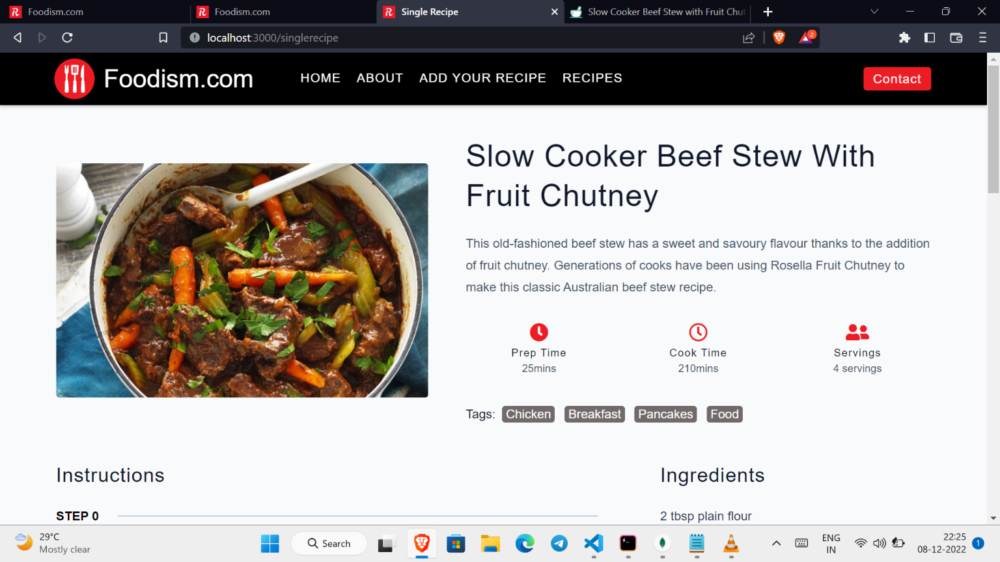 Foodism.com
Foodism.com
Single Recipe
Slow Cooker Beef Stew with Fruit Chut
localhost:3000/singlerecipe
2
Foodism.com
HOME
ABOUT
ADD YOUR RECIPE
RECIPES
Contact
Slow Cooker Beef Stew With
Fruit Chutney
This old-fashioned beef stew has a sweet and savoury flavour thanks to the addition
of fruit chutney. Generations of cooks have been using Rosella Fruit Chutney to
make this classic Australian beef stew recipe.
Prep Time
25mins
Cook Time
210mins
Servings
4 servings
Tags: Chicken Breakfast Pancakes Food
Instructions
STEP 0
Ingredients
2 tbsp plain flour
29°C
Mostly clear
Search
ENG
IN
22:25
08-12-2022
1